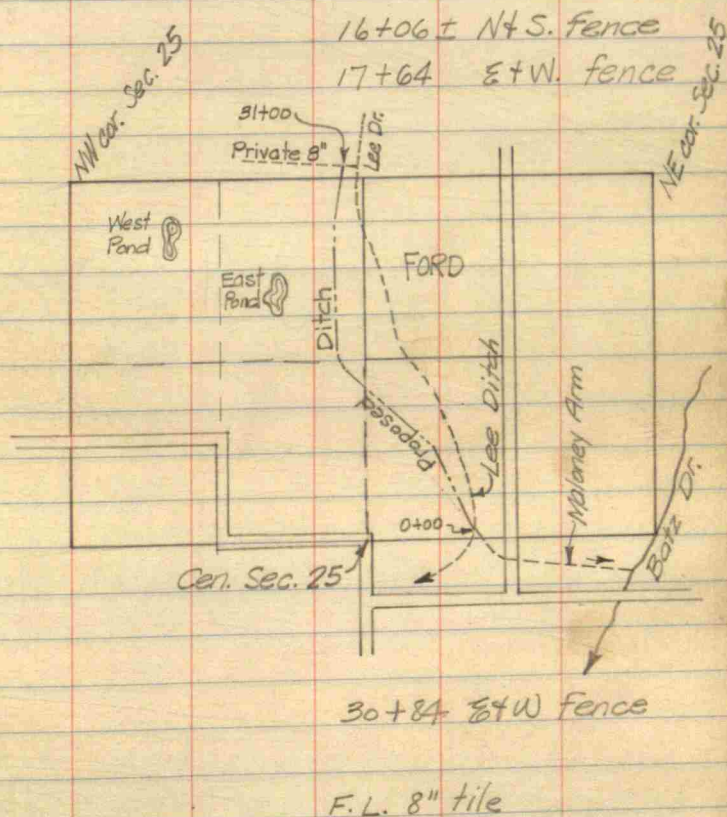 16+06 ± N&S. fence
17+64 E&W. fence
NW cor. Sec. 25
NE cor. Sec. 25
31+00
Private 8"
Lee Dr.
West
Pond
East
Pond
FORD
Ditch
Proposed
Lee Ditch
Maloney Arm
Batz Dr.
0+00
Cen. Sec. 25
30+84 E&W fence
F.L. 8" tile